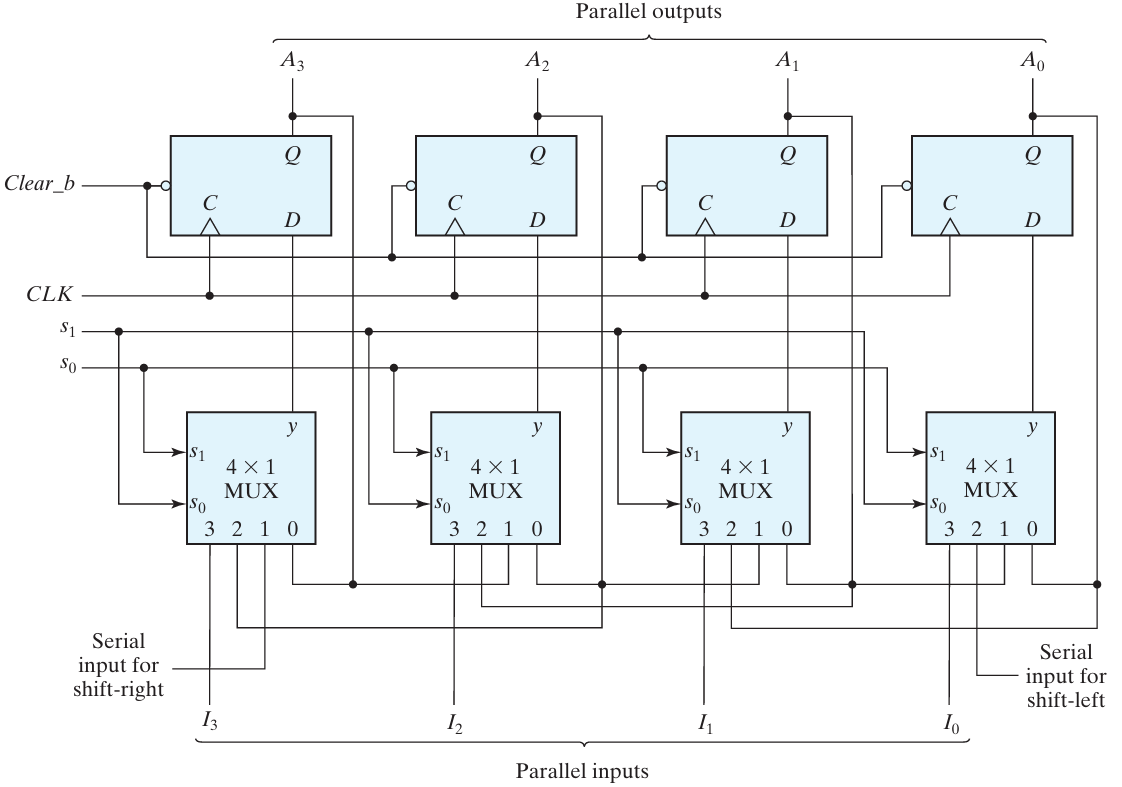 Parallel outputs
A₃ A₂ A₁ A₀
Q Q Q Q
Clear_b
C D C D C D C D
CLK
s₁
s₀
y y y y
s₁ 4 × 1 s₁ 4 × 1 s₁ 4 × 1 s₁ 4 × 1
MUX MUX MUX MUX
s₀ s₀ s₀ s₀
3 2 1 0 3 2 1 0 3 2 1 0 3 2 1 0
Serial
input for
shift-right
Serial
input for
shift-left
I₃ I₂ I₁ I₀
Parallel inputs